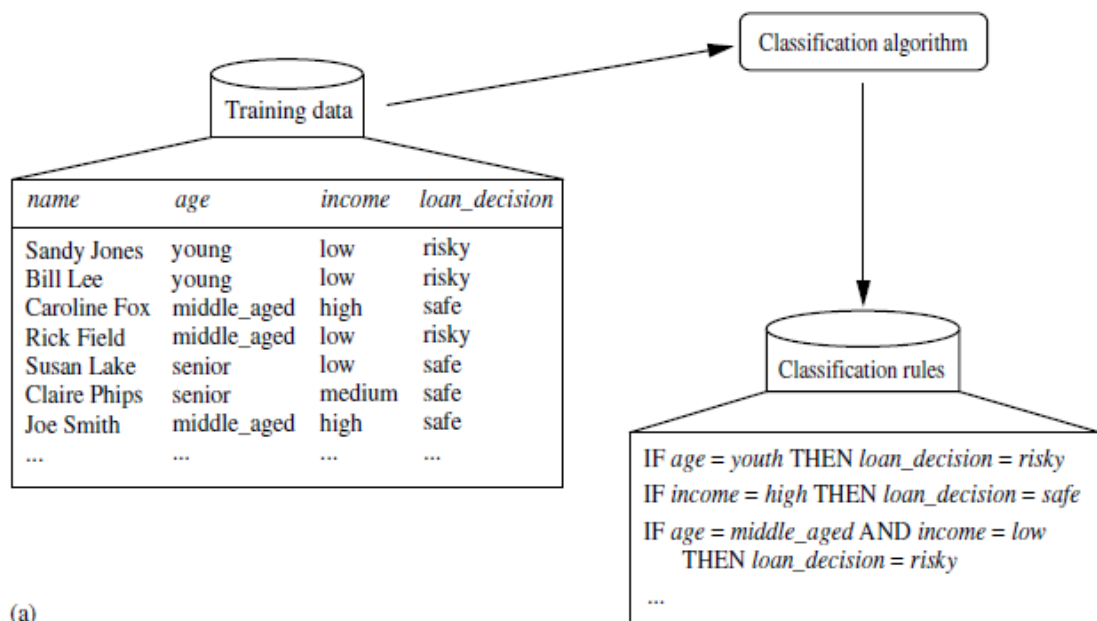 Classification algorithm
Training data
name age income loan_decision
Sandy Jones young low risky
Bill Lee young low risky
Caroline Fox middle_aged high safe
Rick Field middle_aged low risky
Susan Lake senior low safe
Claire Phips senior medium safe
Joe Smith middle_aged high safe
... ... ... ...
Classification rules
IF age = youth THEN loan_decision = risky
IF income = high THEN loan_decision = safe
IF age = middle_aged AND income = low
THEN loan_decision = risky
...
(a)